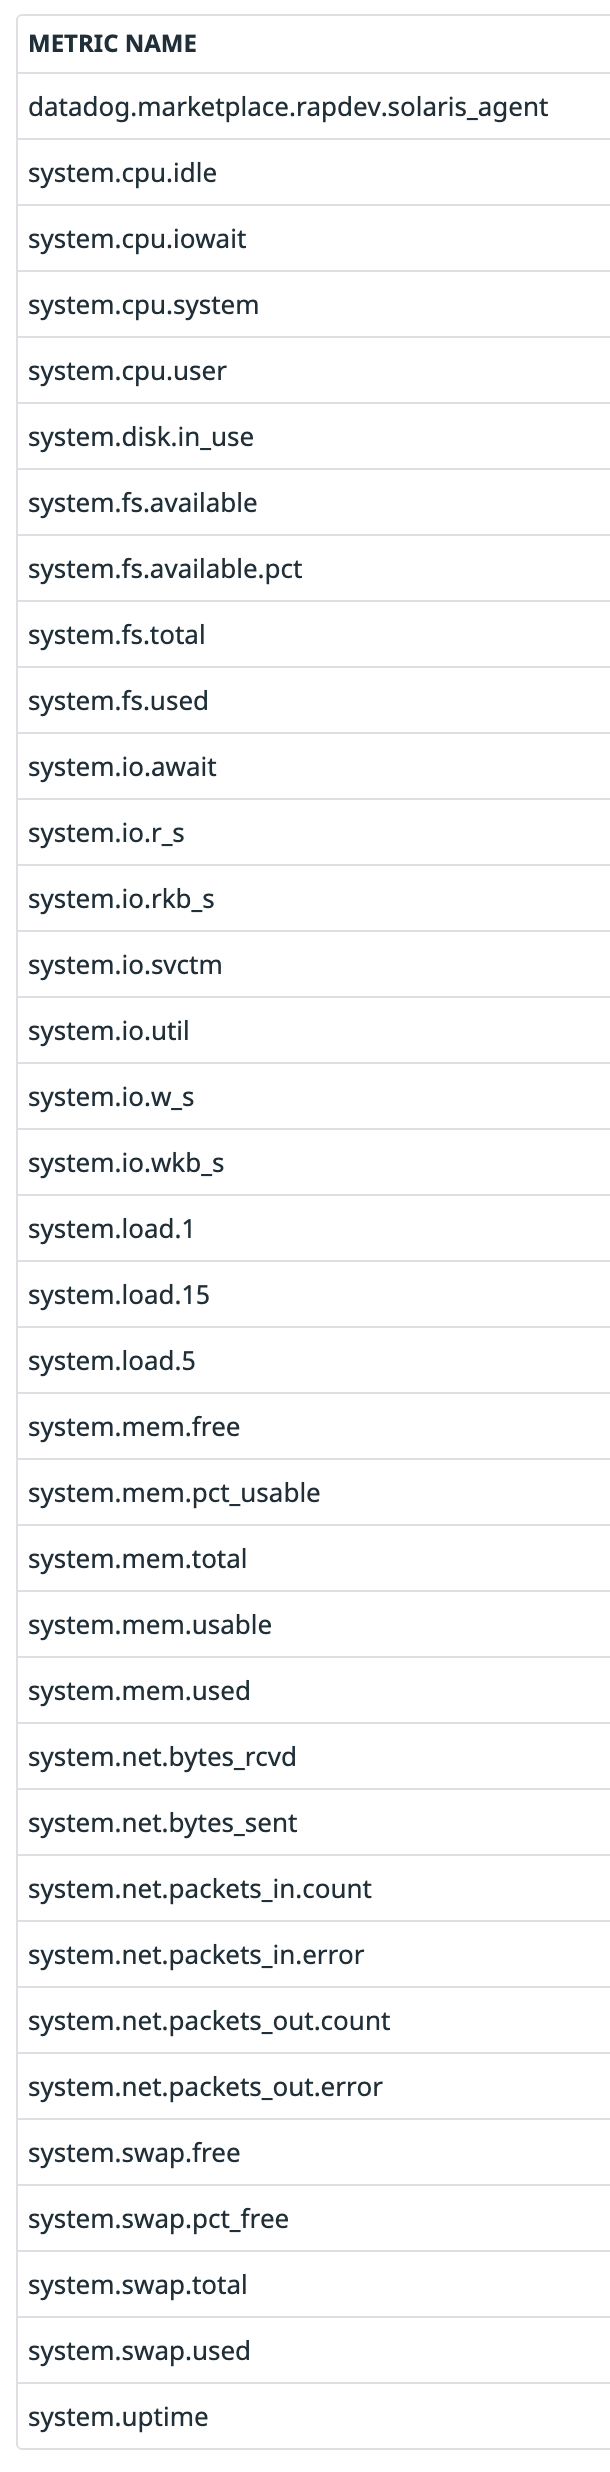 METRIC NAME
datadog.marketplace.rapdev.solaris_agent
system.cpu.idle
system.cpu.iowait
system.cpu.system
system.cpu.user
system.disk.in_use
system.fs.available
system.fs.available.pct
system.fs.total
system.fs.used
system.io.await
system.io.r_s
system.io.rkb_s
system.io.svctm
system.io.util
system.io.w_s
system.io.wkb_s
system.load.1
system.load.15
system.load.5
system.mem.free
system.mem.pct_usable
system.mem.total
system.mem.usable
system.mem.used
system.net.bytes_rcvd
system.net.bytes_sent
system.net.packets_in.count
system.net.packets_in.error
system.net.packets_out.count
system.net.packets_out.error
system.swap.free
system.swap.pct_free
system.swap.total
system.swap.used
system.uptime